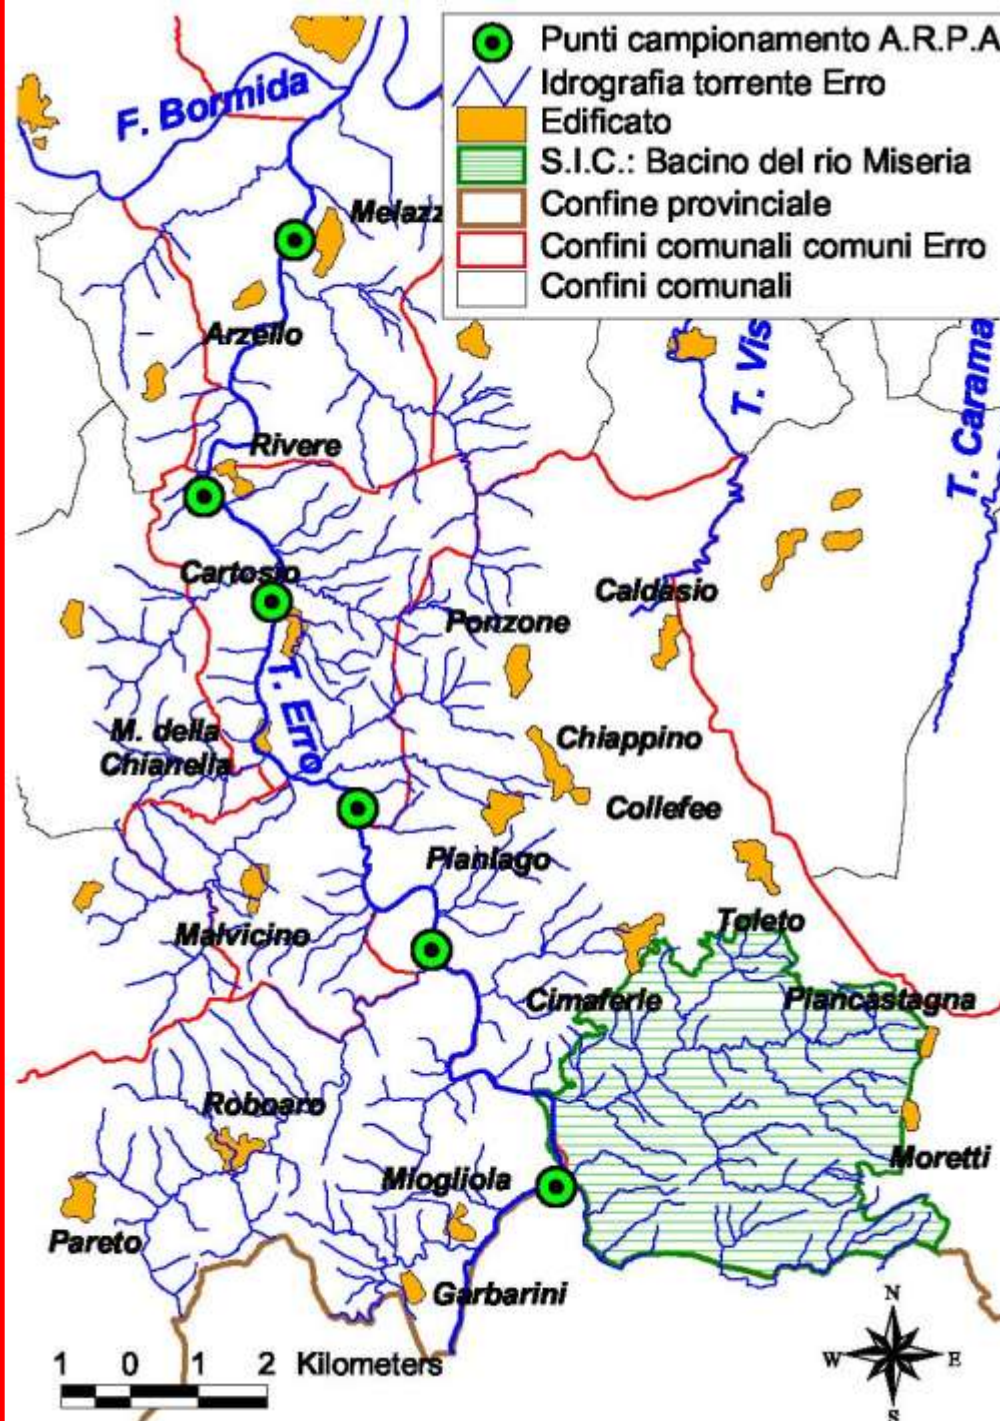 Punti campionamento A.R.P.A
Idrografia torrente Erro
Edificato
S.I.C.: Bacino del rio Miseria
Confine provinciale
Confini comunali comuni Erro
Confini comunali
F. Bormida
Melazz
Arzello
T. Vis
T. Carama
Rivere
Cartosio
Caldasio
Ponzone
T. Erro
M. della
Chianella
Chiappino
Collefee
Pianlago
Malvicino
Toleto
Cimaferle
Piancastagna
Roboaro
Miogliola
Moretti
Pareto
Garbarini
N
W E
S
1 0 1 2 Kilometers